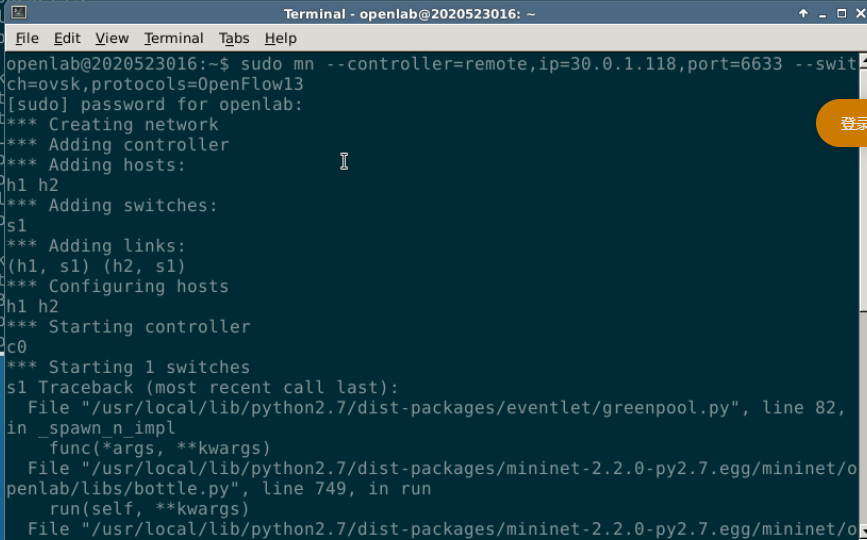 Terminal - openlab@2020523016: ~
File Edit View Terminal Tabs Help
openlab@2020523016:~$ sudo mn --controller=remote,ip=30.0.1.118,port=6633 --swit
ch=ovsk,protocols=OpenFlow13
[sudo] password for openlab:
*** Creating network
*** Adding controller
*** Adding hosts:
h1 h2
*** Adding switches:
s1
*** Adding links:
(h1, s1) (h2, s1)
*** Configuring hosts
h1 h2
*** Starting controller
c0
*** Starting 1 switches
s1 Traceback (most recent call last):
  File "/usr/local/lib/python2.7/dist-packages/eventlet/greenpool.py", line 82,
in _spawn_n_impl
    func(*args, **kwargs)
  File "/usr/local/lib/python2.7/dist-packages/mininet-2.2.0-py2.7.egg/mininet/o
penlab/libs/bottle.py", line 749, in run
    run(self, **kwargs)
  File "/usr/local/lib/python2.7/dist-packages/mininet-2.2.0-py2.7.egg/mininet/o
登录